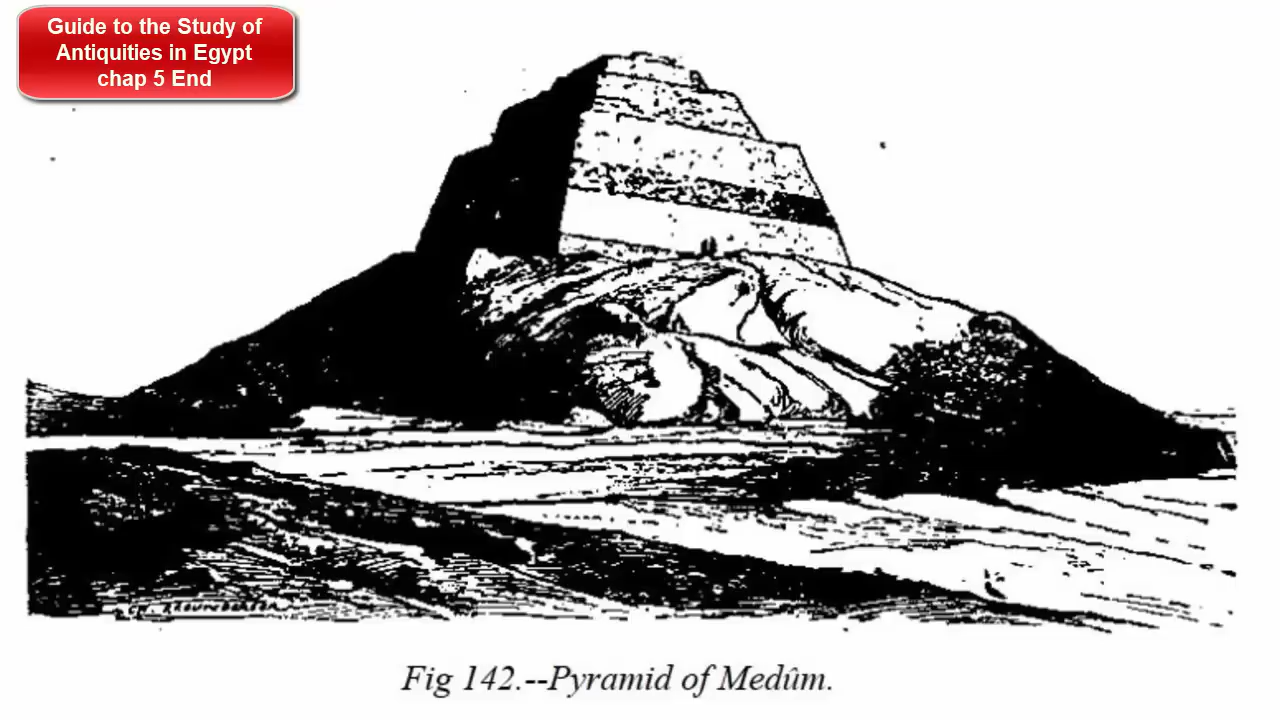 Guide to the Study of
Antiquities in Egypt
chap 5 End
Fig 142.--Pyramid of Medûm.